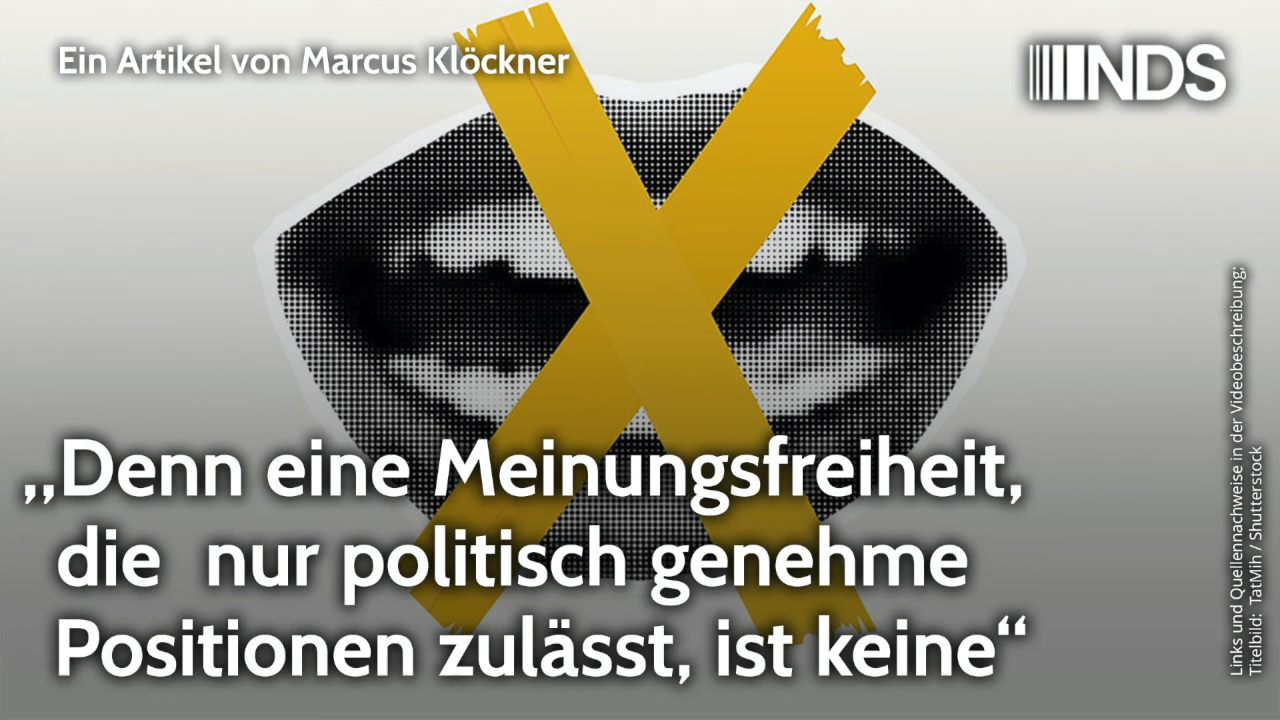 Ein Artikel von Marcus Klöckner
NDS
„Denn eine Meinungsfreiheit,
die nur politisch genehme
Positionen zulässt, ist keine“
Links und Quellennachweise in der Videobeschreibung;
Titelbild: TatMih / Shutterstock